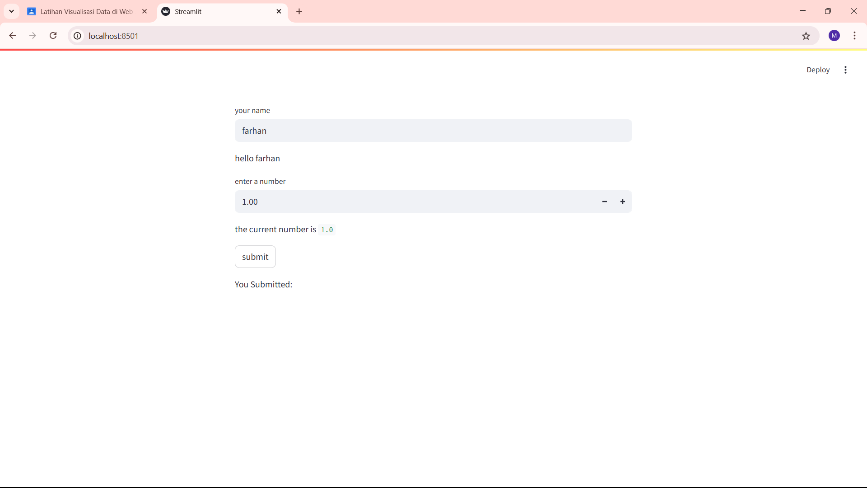 Latihan Visualisasi Data di Web
Streamlit
localhost:8501
M
Deploy
your name
farhan
hello farhan
enter a number
1.00
the current number is 1.0
submit
You Submitted: